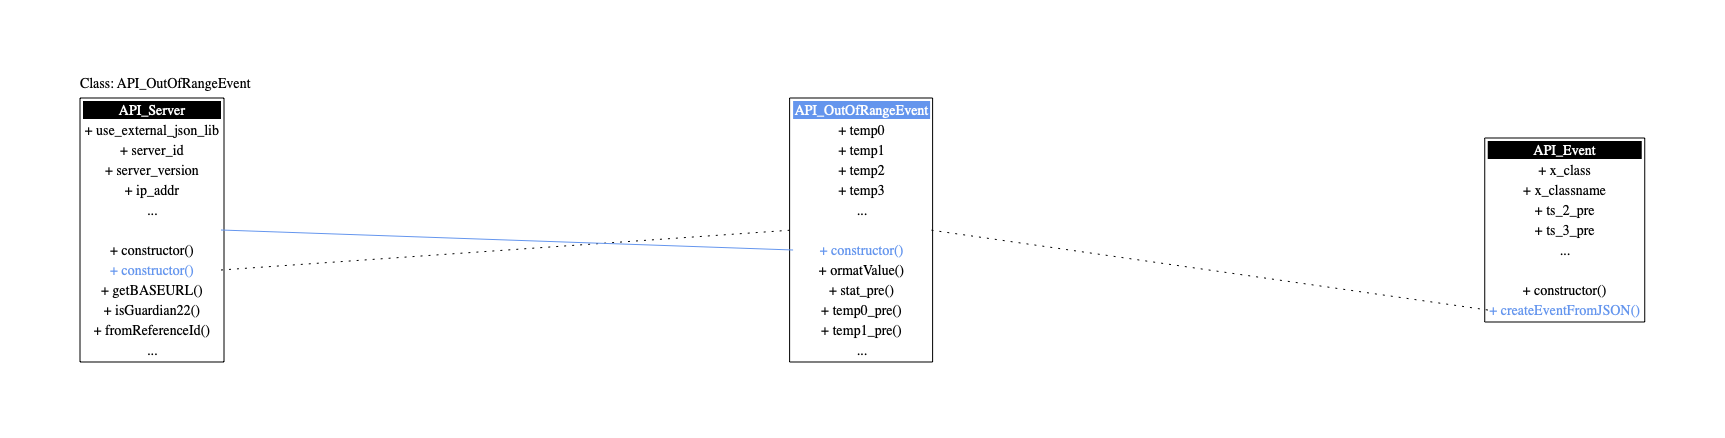 Class: API_OutOfRangeEvent
API_Server
+ use_external_json_lib
+ server_id
+ server_version
+ ip_addr
...
+ constructor()
+ constructor()
+ getBASEURL()
+ isGuardian22()
+ fromReferenceId()
...
API_OutOfRangeEvent
+ temp0
+ temp1
+ temp2
+ temp3
...
+ constructor()
+ ormatValue()
+ stat_pre()
+ temp0_pre()
+ temp1_pre()
...
API_Event
+ x_class
+ x_classname
+ ts_2_pre
+ ts_3_pre
...
+ constructor()
+ createEventFromJSON()